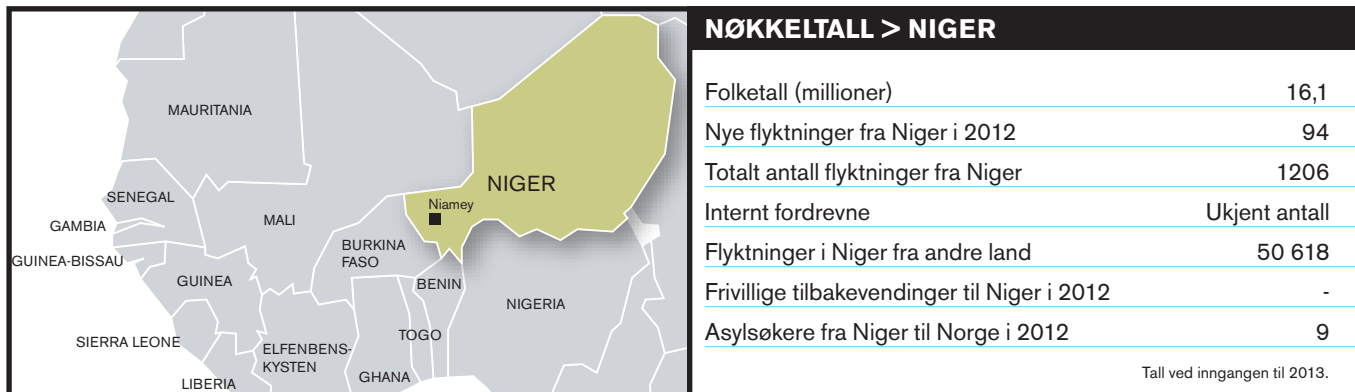 MAURITANIA
SENEGAL
GAMBIA
GUINEA-BISSAU
GUINEA
SIERRA LEONE
LIBERIA
MALI
ELFENBENS-
KYSTEN
BURKINA
FASO
GHANA
TOGO
BENIN
NIGER
Niamey
NIGERIA
NØKKELTALL > NIGER
Folketall (millioner) 16,1
Nye flyktninger fra Niger i 2012 94
Totalt antall flyktninger fra Niger 1206
Internt fordrevne Ukjent antall
Flyktninger i Niger fra andre land 50 618
Frivillige tilbakevendinger til Niger i 2012 -
Asylsøkere fra Niger til Norge i 2012 9
Tall ved inngangen til 2013.